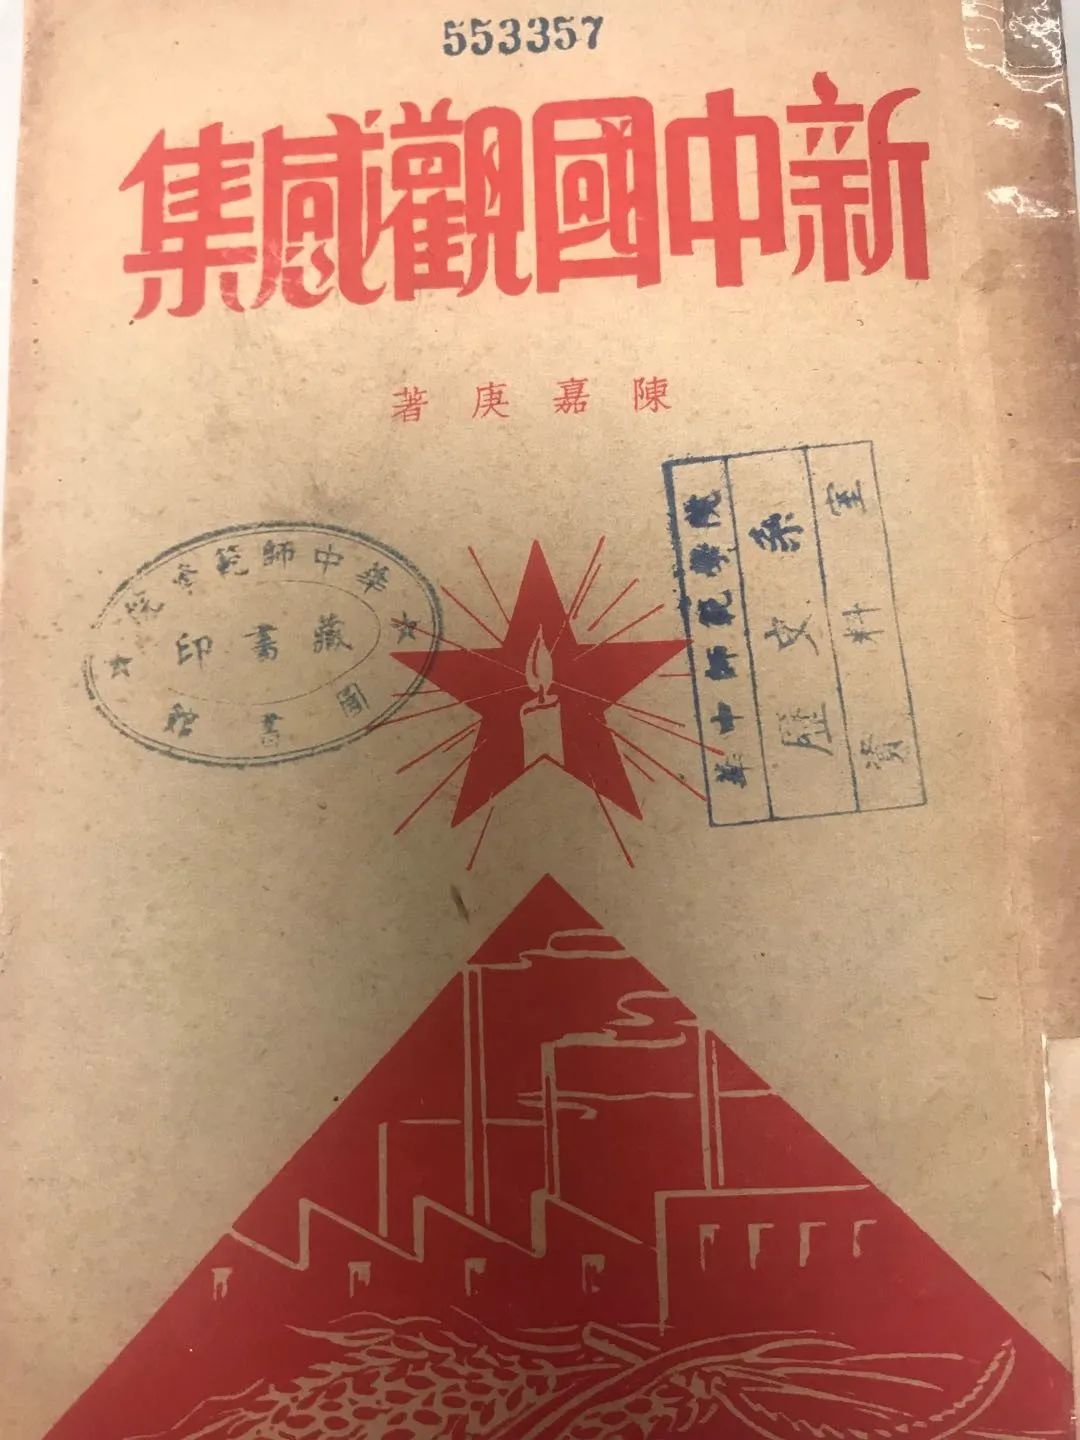 553357
新中國觀感集
陳嘉庚著
華中師範學院
藏書印
圖書館
華中師範學院
歷史系
資料室